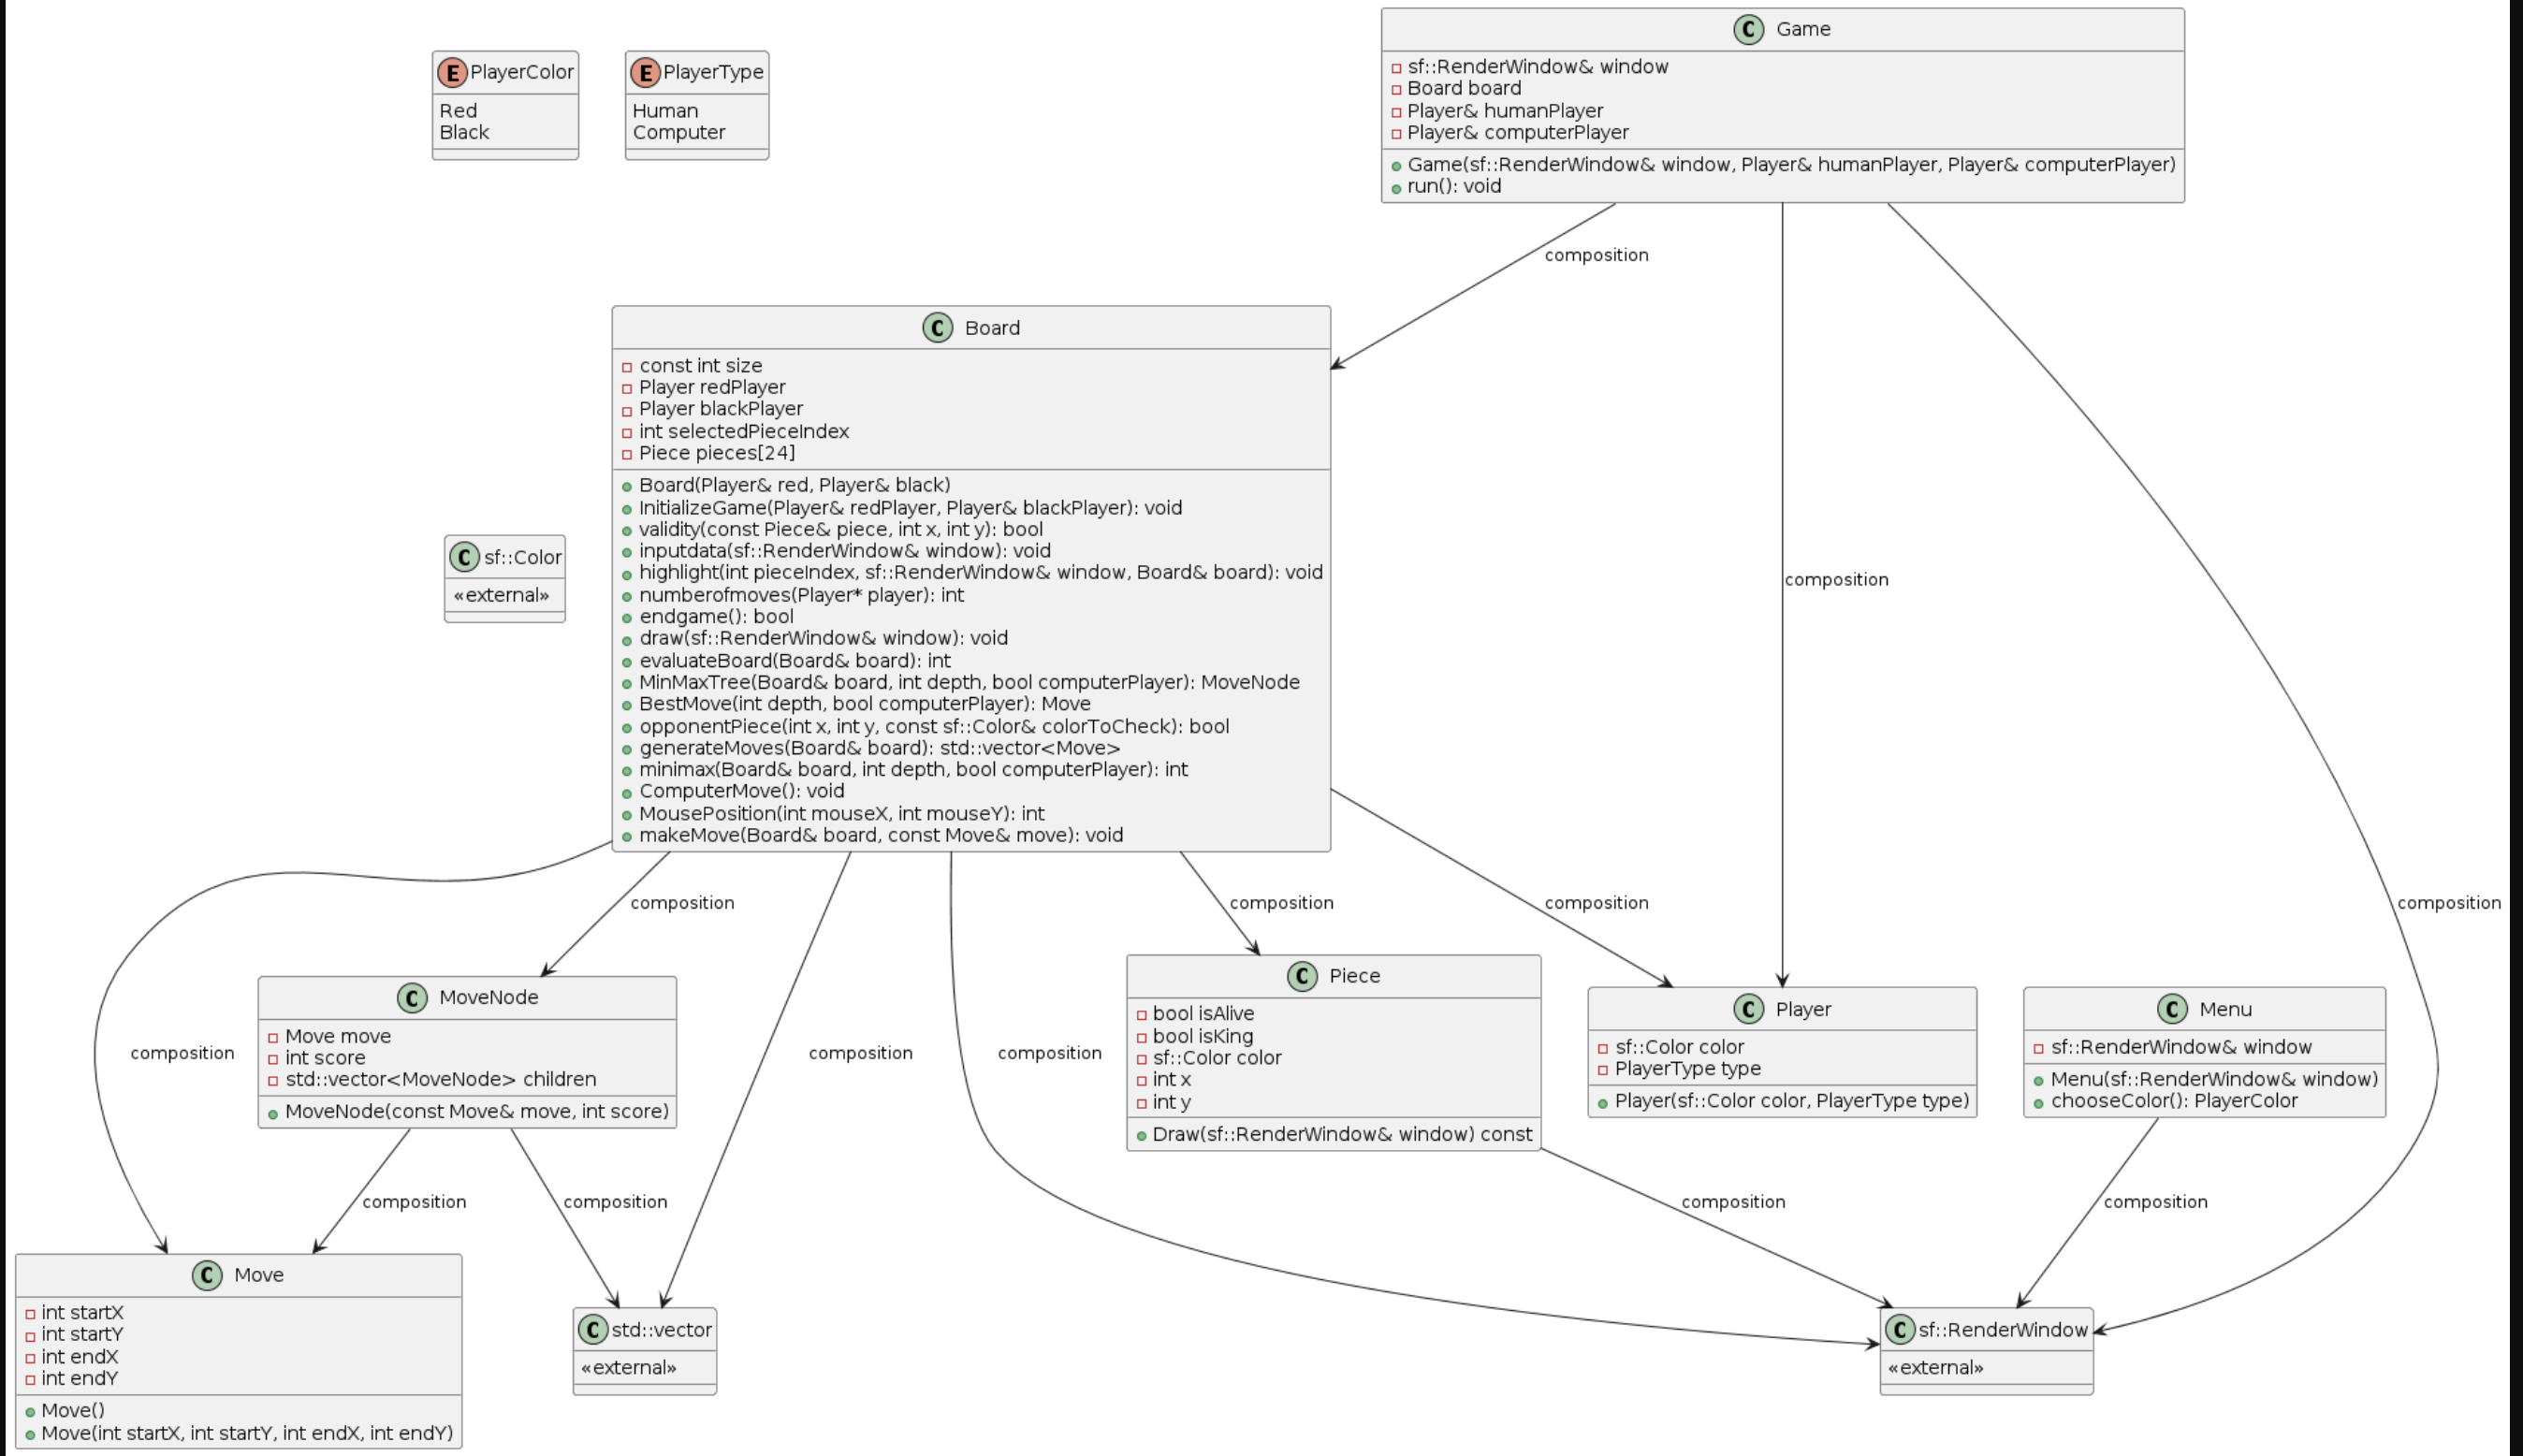 E PlayerColor
Red
Black
E PlayerType
Human
Computer
C Game
sf::RenderWindow& window
Board board
Player& humanPlayer
Player& computerPlayer
Game(sf::RenderWindow& window, Player& humanPlayer, Player& computerPlayer)
run(): void
composition
composition
composition
C Board
const int size
Player redPlayer
Player blackPlayer
int selectedPieceIndex
Piece pieces[24]
Board(Player& red, Player& black)
InitializeGame(Player& redPlayer, Player& blackPlayer): void
validity(const Piece& piece, int x, int y): bool
inputdata(sf::RenderWindow& window): void
highlight(int pieceIndex, sf::RenderWindow& window, Board& board): void
numberofmoves(Player* player): int
endgame(): bool
draw(sf::RenderWindow& window): void
evaluateBoard(Board& board): int
MinMaxTree(Board& board, int depth, bool computerPlayer): MoveNode
BestMove(int depth, bool computerPlayer): Move
opponentPiece(int x, int y, const sf::Color& colorToCheck): bool
generateMoves(Board& board): std::vector<Move>
minimax(Board& board, int depth, bool computerPlayer): int
ComputerMove(): void
MousePosition(int mouseX, int mouseY): int
makeMove(Board& board, const Move& move): void
C sf::Color
«external»
composition
composition
composition
composition
composition
composition
C MoveNode
Move move
int score
std::vector<MoveNode> children
MoveNode(const Move& move, int score)
C Piece
bool isAlive
bool isKing
sf::Color color
int x
int y
Draw(sf::RenderWindow& window) const
C Player
sf::Color color
PlayerType type
Player(sf::Color color, PlayerType type)
C Menu
sf::RenderWindow& window
Menu(sf::RenderWindow& window)
chooseColor(): PlayerColor
composition
composition
composition
composition
C Move
int startX
int startY
int endX
int endY
Move()
Move(int startX, int startY, int endX, int endY)
C std::vector
«external»
C sf::RenderWindow
«external»